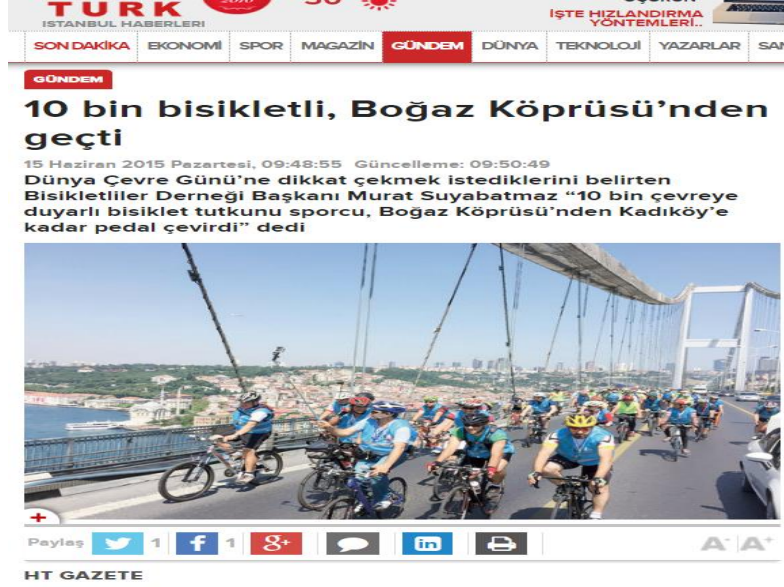 TURK
ISTANBUL HABERLERİ
İŞTE HIZLANDIRMA
YÖNTEMLERİ..
SON DAKİKA EKONOMİ SPOR MAGAZİN GÜNDEM DÜNYA TEKNOLOJİ YAZARLAR
GÜNDEM
10 bin bisikletli, Boğaz Köprüsü’nden
geçti
15 Haziran 2015 Pazartesi, 09:48:55 Güncelleme: 09:50:49
Dünya Çevre Günü’ne dikkat çekmek istediklerini belirten
Bisikletliler Derneği Başkanı Murat Suyabatmaz “10 bin çevreye
duyarlı bisiklet tutkunu sporcu, Boğaz Köprüsü’nden Kadıköy’e
kadar pedal çevirdi” dedi
+
Paylaş 1 f 1 g+ in A- A+
HT GAZETE